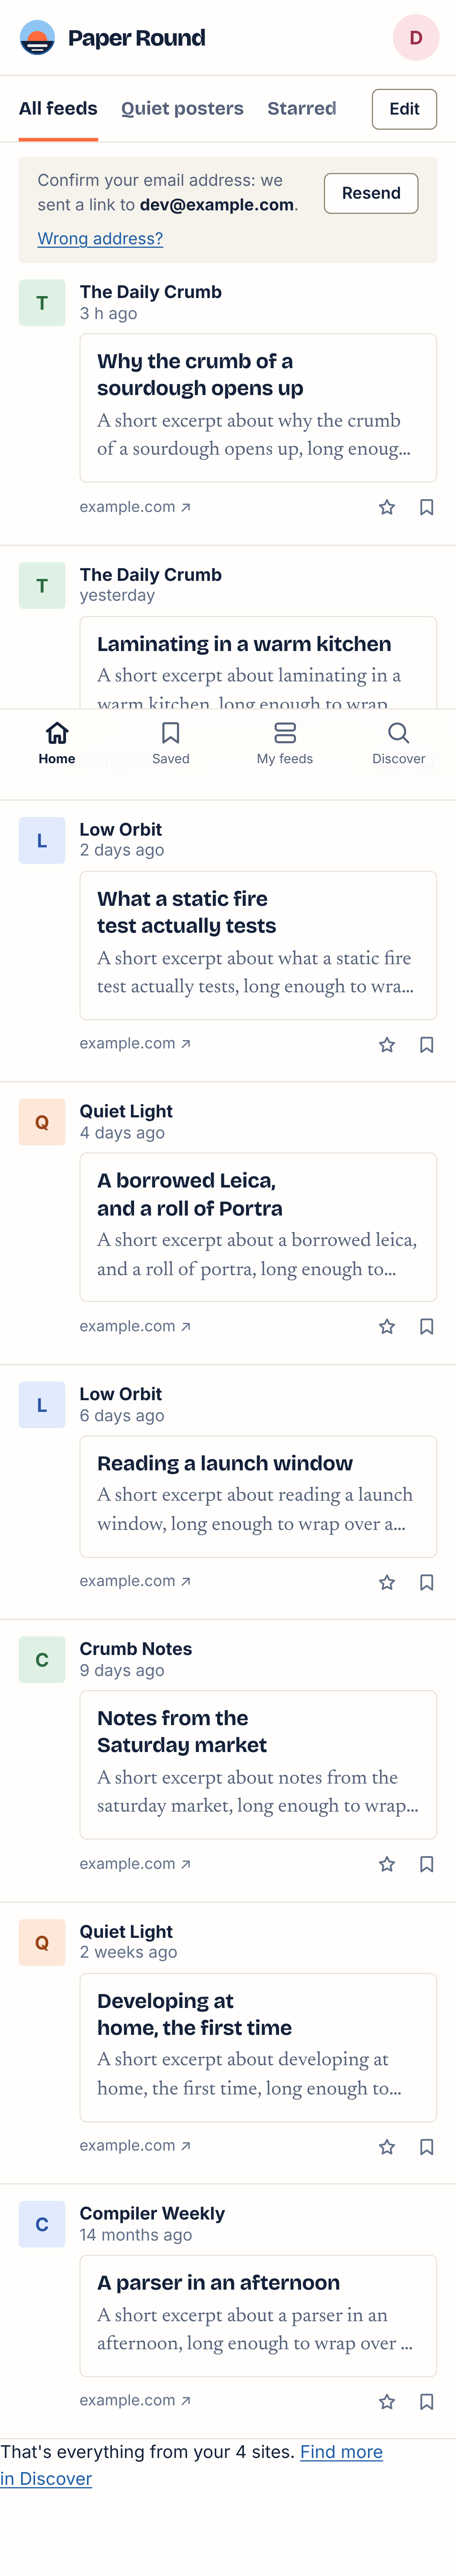 Paper Round
D
All feeds
Quiet posters
Starred
Edit
Confirm your email address: we
sent a link to dev@example.com.
Wrong address?
Resend
T
The Daily Crumb
3 h ago
Why the crumb of a
sourdough opens up
A short excerpt about why the crumb
of a sourdough opens up, long enoug...
example.com ↗
T
The Daily Crumb
yesterday
Laminating in a warm kitchen
A short excerpt about laminating in a
warm kitchen, long enough to wrap
Home
Saved
My feeds
Discover
L
Low Orbit
2 days ago
What a static fire
test actually tests
A short excerpt about what a static fire
test actually tests, long enough to wra...
example.com ↗
Q
Quiet Light
4 days ago
A borrowed Leica,
and a roll of Portra
A short excerpt about a borrowed leica,
and a roll of portra, long enough to...
example.com ↗
L
Low Orbit
6 days ago
Reading a launch window
A short excerpt about reading a launch
window, long enough to wrap over a...
example.com ↗
C
Crumb Notes
9 days ago
Notes from the
Saturday market
A short excerpt about notes from the
saturday market, long enough to wrap...
example.com ↗
Q
Quiet Light
2 weeks ago
Developing at
home, the first time
A short excerpt about developing at
home, the first time, long enough to...
example.com ↗
C
Compiler Weekly
14 months ago
A parser in an afternoon
A short excerpt about a parser in an
afternoon, long enough to wrap over ...
example.com ↗
That's everything from your 4 sites. Find more
in Discover